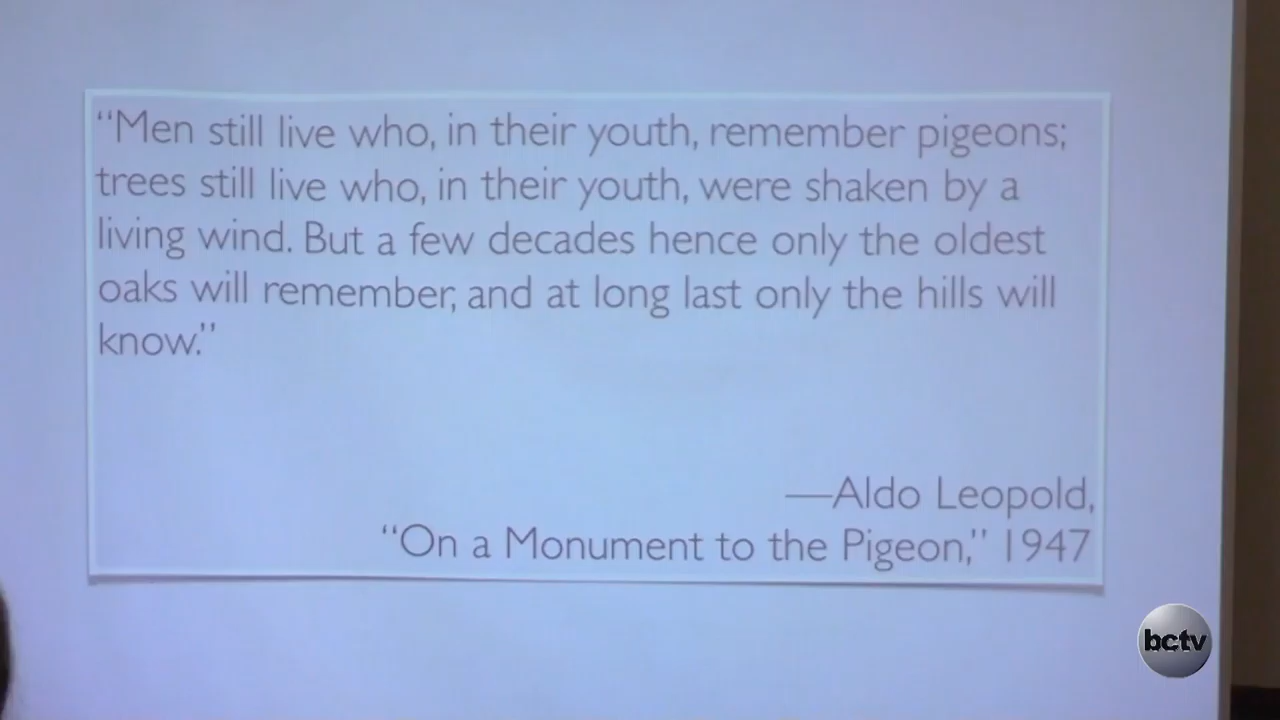 “Men still live who, in their youth, remember pigeons;
trees still live who, in their youth, were shaken by a
living wind. But a few decades hence only the oldest
oaks will remember, and at long last only the hills will
know.”
—Aldo Leopold,
“On a Monument to the Pigeon,” 1947
bctv